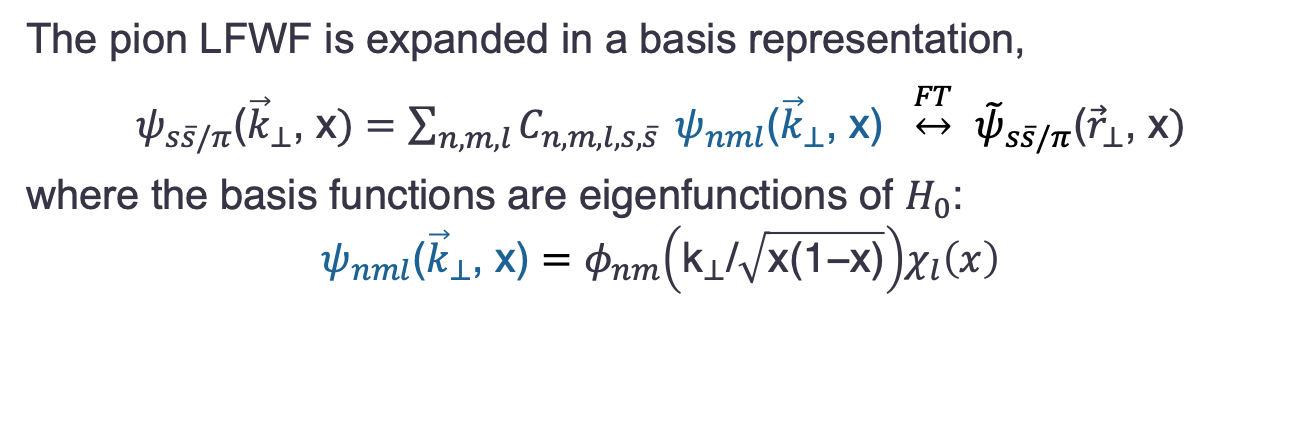 The pion LFWF is expanded in a basis representation,
ψ_{ss̄/π}(k⃗_⊥, x) = ∑_{n,m,l} C_{n,m,l,s,s̄} ψ_{nml}(k⃗_⊥, x) \overset{FT}{↔} ψ̃_{ss̄/π}(r⃗_⊥, x)
where the basis functions are eigenfunctions of H_0:
ψ_{nml}(k⃗_⊥, x) = ϕ_{nm}(k_⊥/√{x(1–x)})χ_l(x)